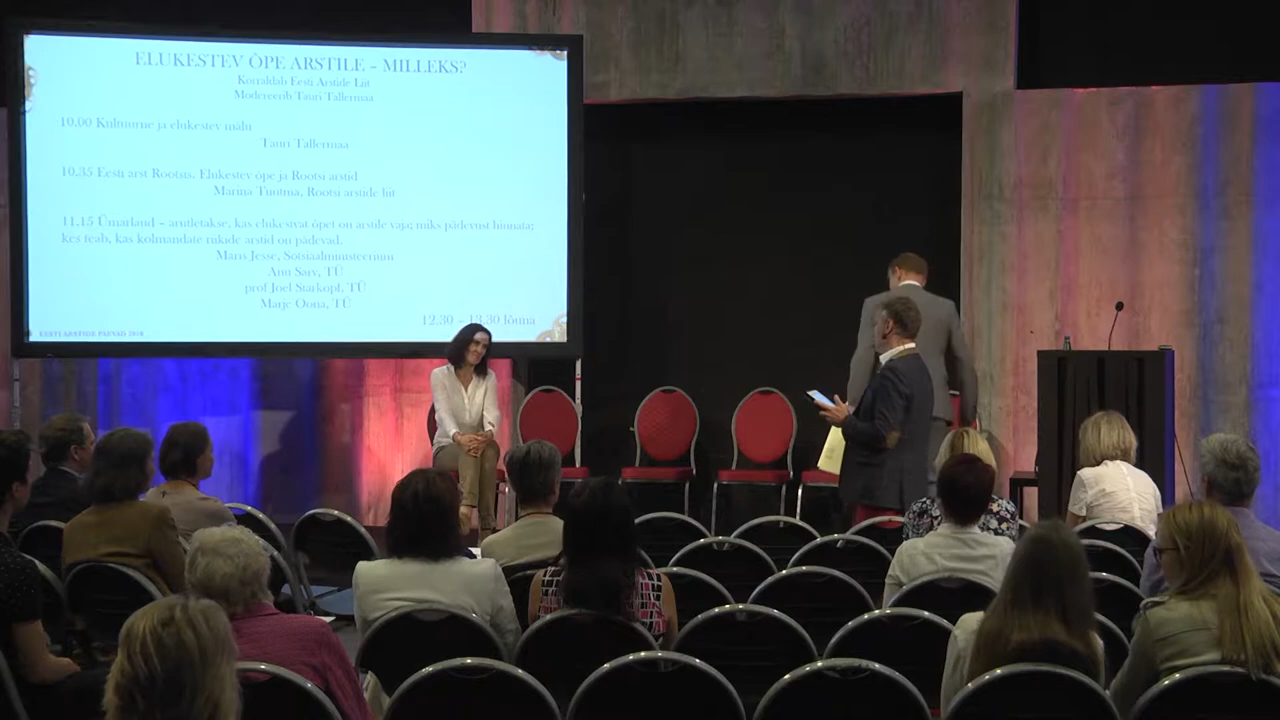 ELUKESTEV ÕPE ARSTILE – MILLEKS?
Korraldab Eesti Arstide Liit
Modereerib Tauri Tallermaa
10.00 Kultuurne ja elukestev mälu
Tauri Tallermaa
10.35 Eesti arst Rootsis. Elukestev õpe ja Rootsi arstid
Marina Tuutma, Rootsi arstide liit
11.15 Ümarlaud – arutletakse, kas elukestvat õpet on arstile vaja; miks pädevust hinnata;
kes teab, kas kolmandate riikide arstid on pädevad.
Maris Jesse, Sotsiaalministeerium
Anu Sarv, TÜ
prof Joel Starkopf, TÜ
Marje Oona, TÜ
12.30 – 13.30 lõuna
EESTI ARSTIDE PÄEVAD 2018